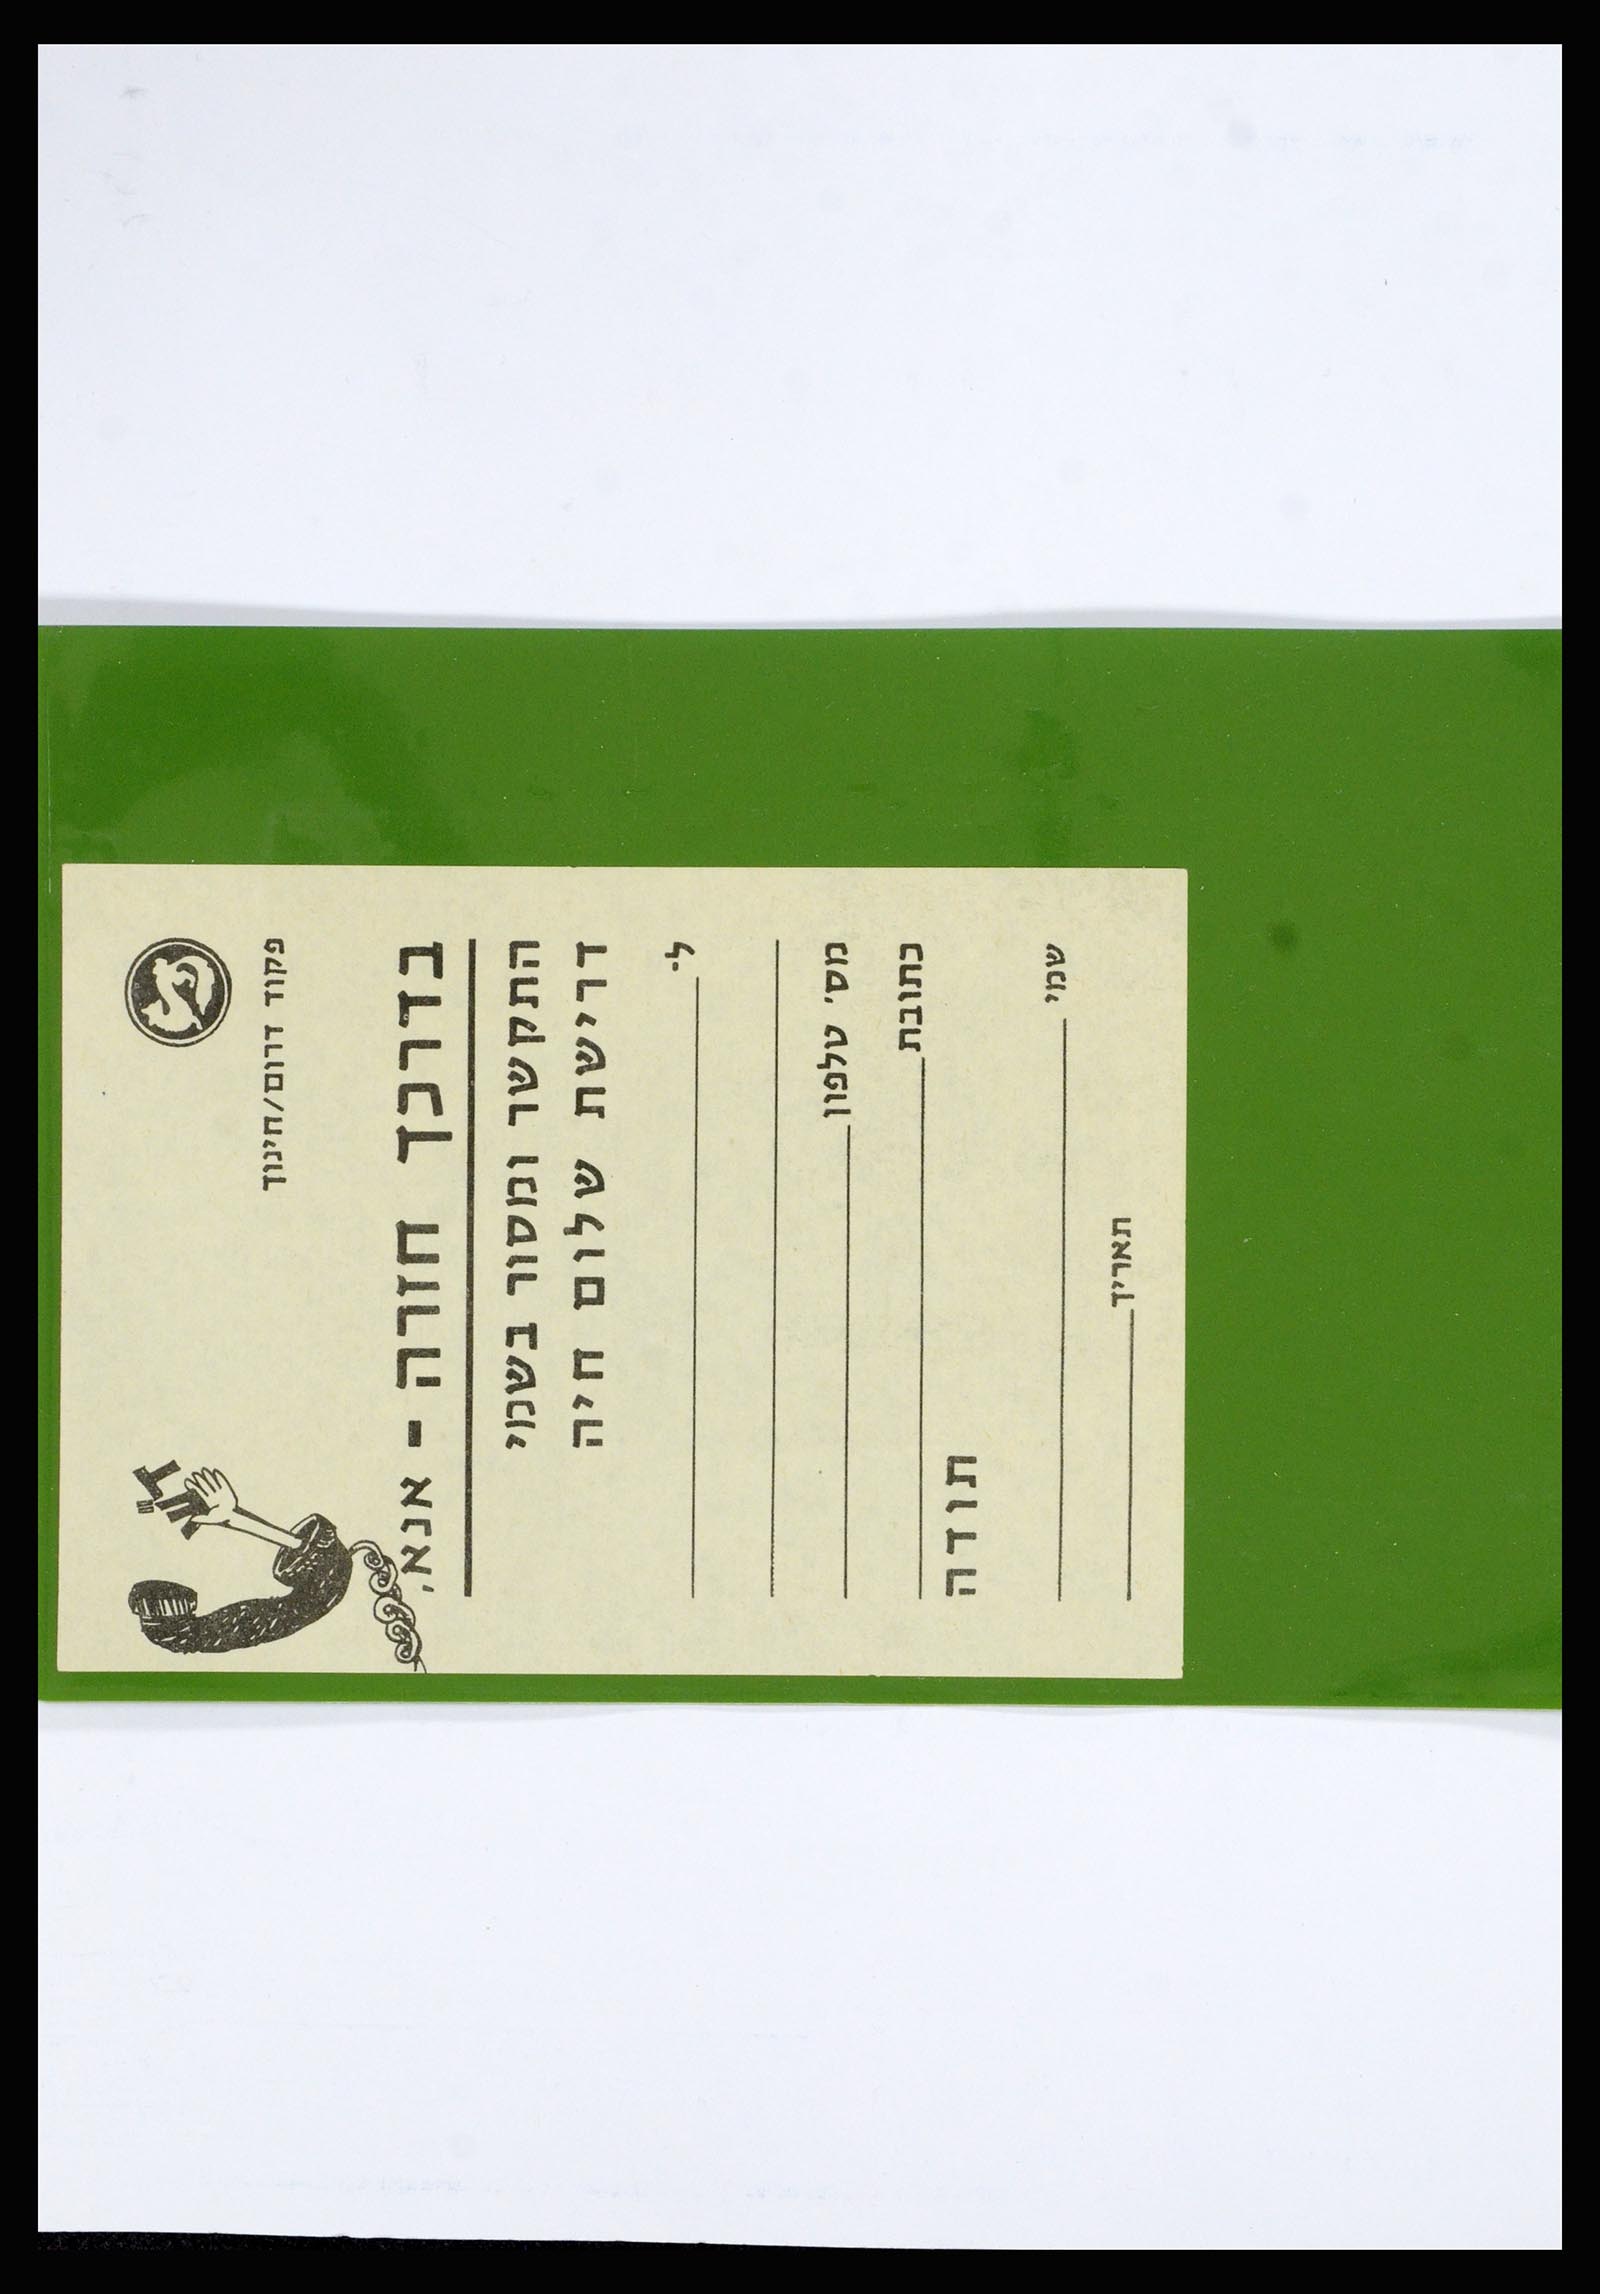 פקוד דרום/חינוך
ד"ש
בדרכך חזרה - אנא,
התקשר ומסור בשמי
דרישת שלום חיה
ל-
מס' טלפון
כתובת
תודה
שמי
תאריך